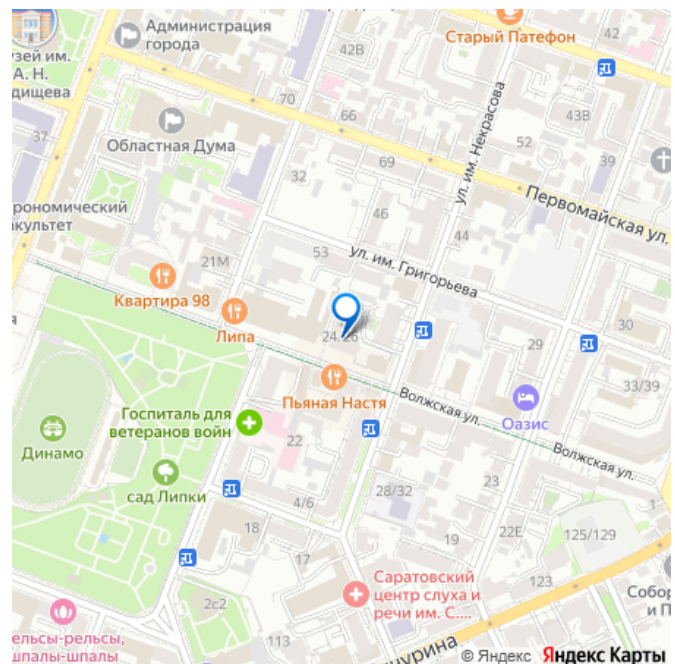 Администрация
города
42В
Старый Патефон
42
узей им.
А. Н.
дищева
70
66
43В
37
Областная Дума
ул. им. Некрасова
52
39
69
32
Первомайская ул.
рономический
культет
46
44
21М
53
ул. им. Григорьева
Квартира 98
Липа
24.26
30
29
Пьяная Настя
Волжская ул.
33/39
Госпиталь для
ветеранов войн
Оазис
Динамо
22
Волжская ул.
сад Липки
23
28/32
4/6
18
19
22Е
125/129
17
Саратовский
центр слуха и
речи им. С....
123
2с2
Собор
и П
ельсы-рельсы,
шпалы-шпалы
113
чурина
© Яндекс Яндекс Карты